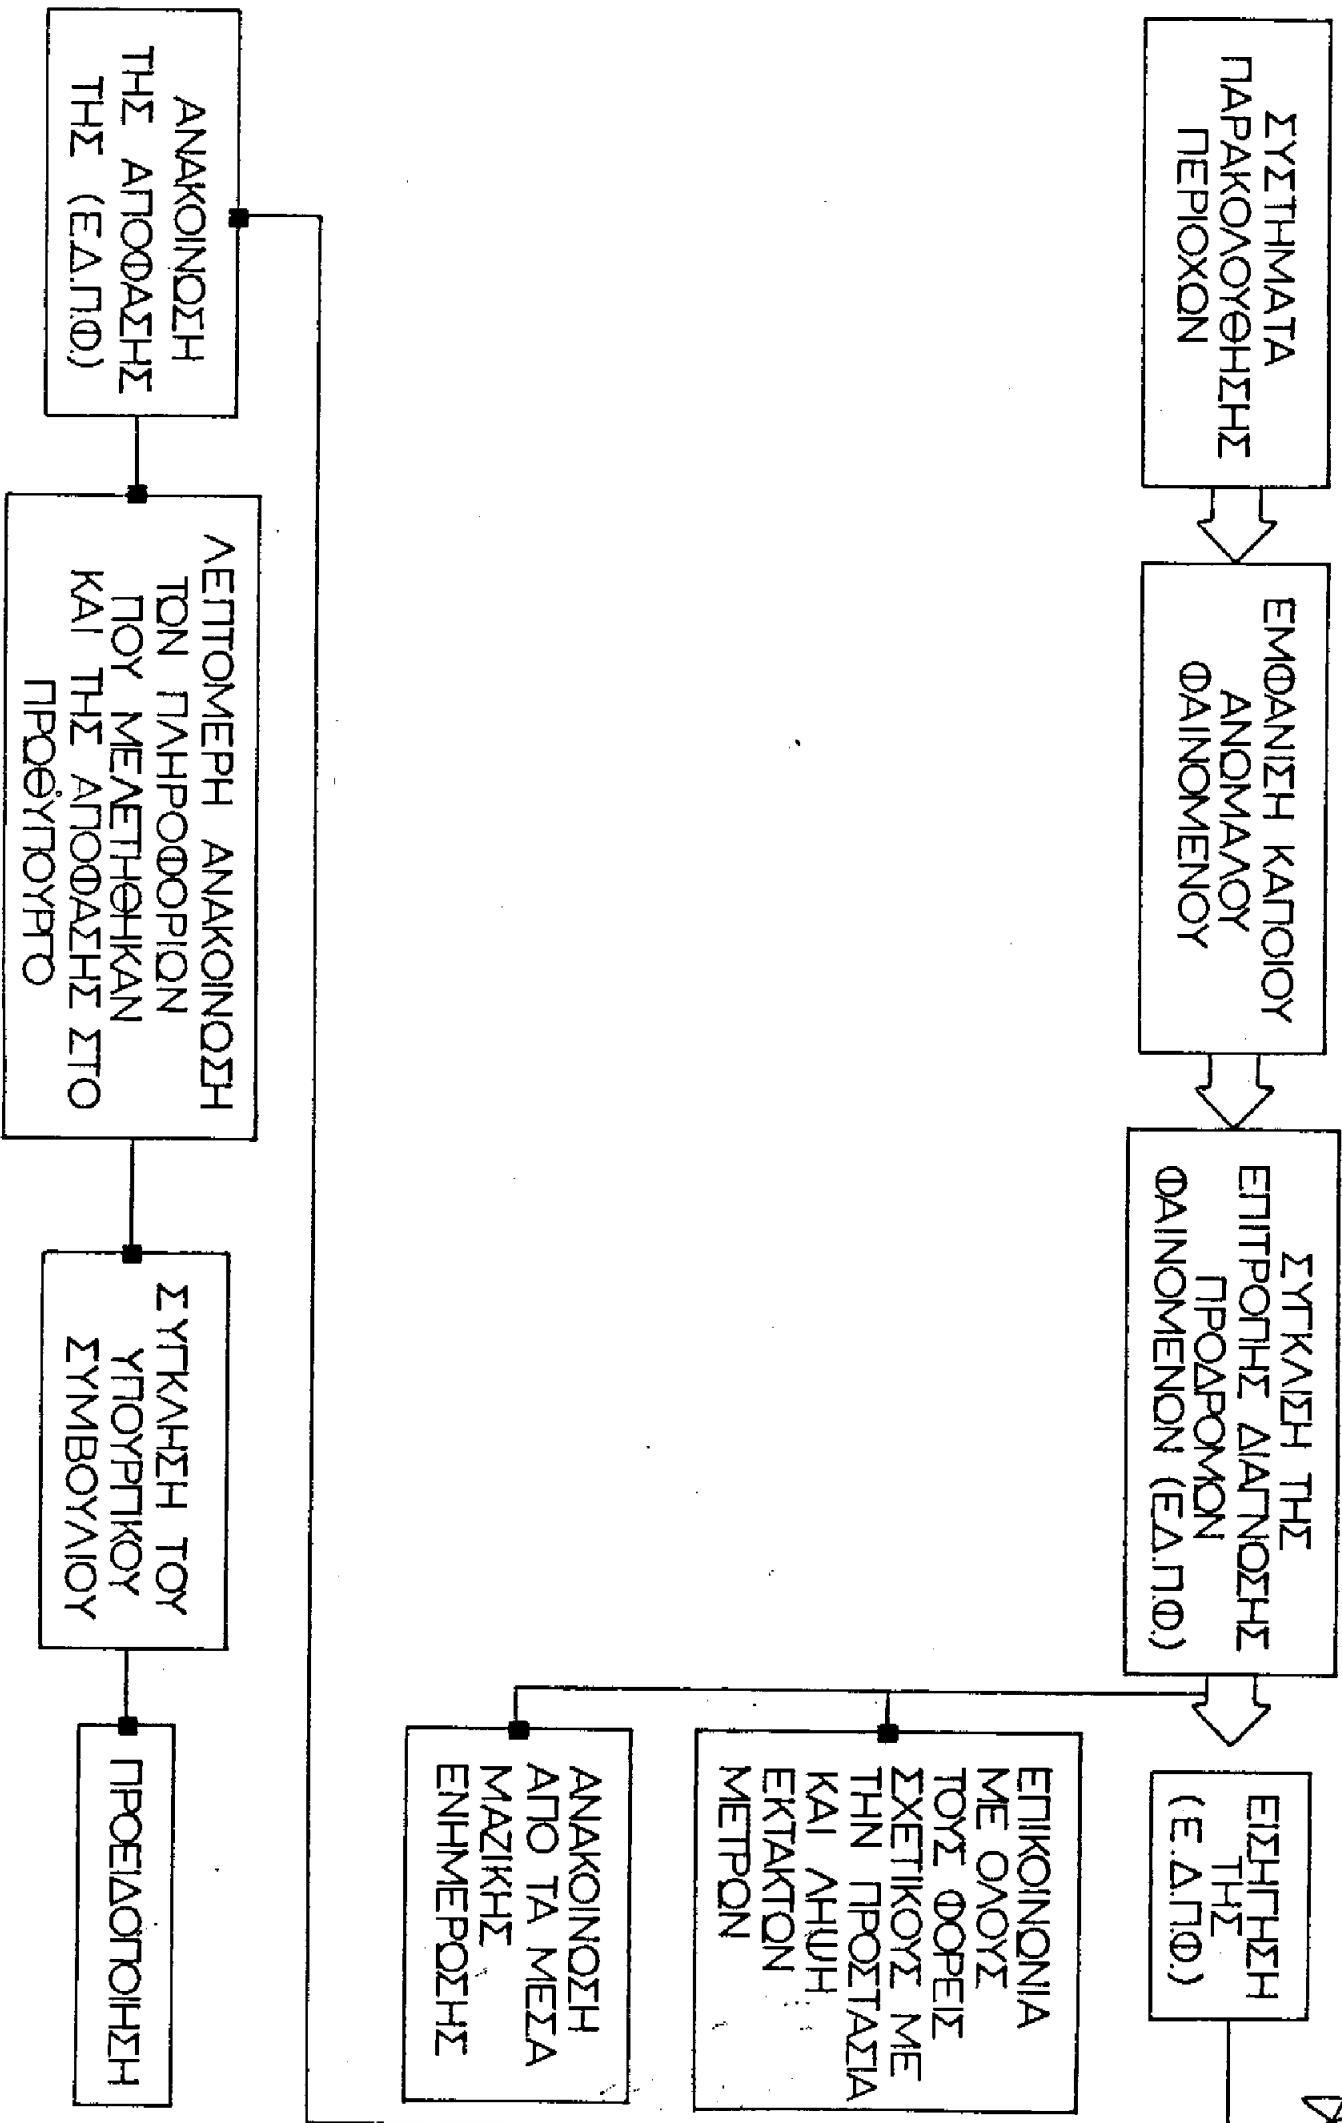 ΣΥΣΤΗΜΑΤΑ
ΠΑΡΑΚΟΛΟΥΘΗΣΗΣ
ΠΕΡΙΟΧΩΝ
ΕΜΦΑΝΙΣΗ ΚΑΠΟΙΟΥ
ΑΝΩΜΑΛΟΥ
ΦΑΙΝΟΜΕΝΟΥ
ΣΥΓΚΛΙΣΗ ΤΗΣ
ΕΠΙΤΡΟΠΗΣ ΔΙΑΓΝΩΣΗΣ
ΠΡΟΔΡΟΜΩΝ
ΦΑΙΝΟΜΕΝΩΝ (Ε.Δ.Π.Φ.)
ΕΙΣΗΓΗΣΗ
ΤΗΣ
(Ε.Δ.Π.Φ.)
ΕΠΙΚΟΙΝΩΝΙΑ
ΜΕ ΟΛΟΥΣ
ΤΟΥΣ ΦΟΡΕΙΣ
ΣΧΕΤΙΚΟΥΣ ΜΕ
ΤΗΝ ΠΡΟΣΤΑΣΙΑ
ΚΑΙ ΛΗΨΗ
ΕΚΤΑΚΤΩΝ
ΜΕΤΡΩΝ
ΑΝΑΚΟΙΝΩΣΗ
ΑΠΟ ΤΑ ΜΕΣΑ
ΜΑΖΙΚΗΣ
ΕΝΗΜΕΡΩΣΗΣ
ΑΝΑΚΟΙΝΩΣΗ
ΤΗΣ ΑΠΟΦΑΣΗΣ
ΤΗΣ (Ε.Δ.Π.Φ.)
ΛΕΠΤΟΜΕΡΗ ΑΝΑΚΟΙΝΩΣΗ
ΤΩΝ ΠΛΗΡΟΦΟΡΙΩΝ
ΠΟΥ ΜΕΛΕΤΗΘΗΚΑΝ
ΚΑΙ ΤΗΣ ΑΠΟΦΑΣΗΣ ΣΤΟ
ΠΡΩΘΥΠΟΥΡΓΟ
ΣΥΓΚΛΗΣΗ ΤΟΥ
ΥΠΟΥΡΓΙΚΟΥ
ΣΥΜΒΟΥΛΙΟΥ
ΠΡΟΕΙΔΟΠΟΙΗΣΗ